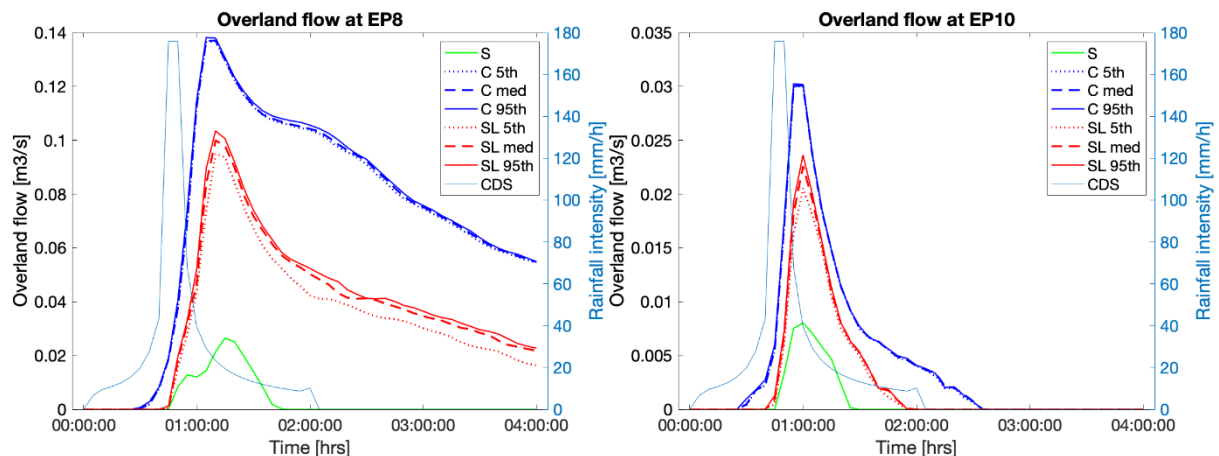 Overland flow at EP8
Overland flow [m3/s]
0.14
0.12
0.1
0.08
0.06
0.04
0.02
0
180
160
140
120
100
80
60
40
20
0
Rainfall intensity [mm/h]
S
C 5th
C med
C 95th
SL 5th
SL med
SL 95th
CDS
00:00:00 01:00:00 02:00:00 03:00:00 04:00:00
Time [hrs]
Overland flow at EP10
Overland flow [m3/s]
0.035
0.03
0.025
0.02
0.015
0.01
0.005
0
180
160
140
120
100
80
60
40
20
0
Rainfall intensity [mm/h]
S
C 5th
C med
C 95th
SL 5th
SL med
SL 95th
CDS
00:00:00 01:00:00 02:00:00 03:00:00 04:00:00
Time [hrs]